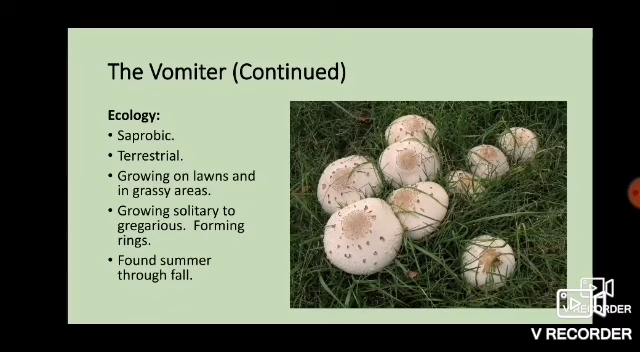 The Vomiter (Continued)
Ecology:
• Saprobic.
• Terrestrial.
• Growing on lawns and
in grassy areas.
• Growing solitary to
gregarious.  Forming
rings.
• Found summer
through fall.
V RECORDER
V RECORDER